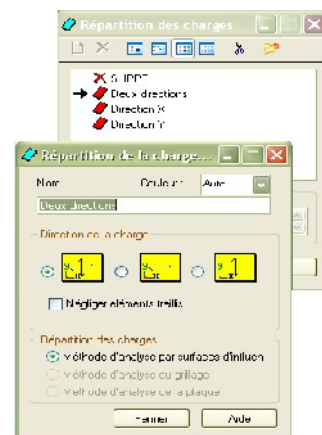 Répartition des charges
Deux directions
Direction X
Direction Y
Répartition de la charge...
Nom
Couleur:
Auto
Deux directions
Direction de la charge
Négliger éléments treillis
Répartition des charges
Méthode d'analyse par surfaces d'influen
Méthode d'analyse du grillage
Méthode d'analyse de la plaque
Fermer
Aide